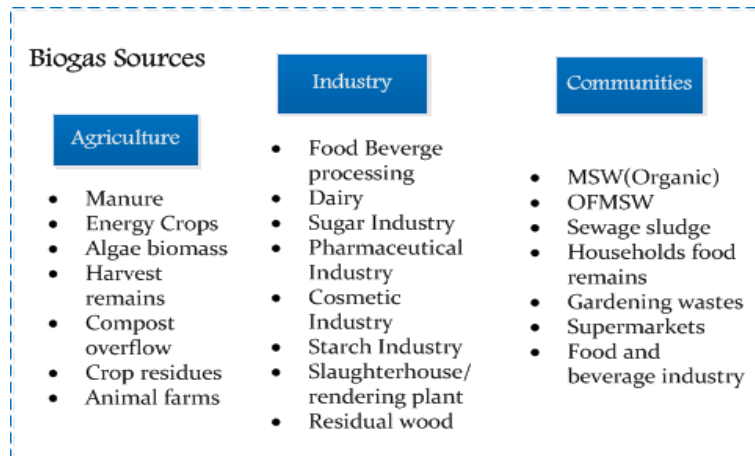 Biogas Sources
Agriculture
• Manure
• Energy Crops
• Algae biomass
• Harvest
remains
• Compost
overflow
• Crop residues
• Animal farms
Industry
• Food Beverge
processing
• Dairy
• Sugar Industry
• Pharmaceutical
Industry
• Cosmetic
Industry
• Starch Industry
• Slaughterhouse/
rendering plant
• Residual wood
Communities
• MSW(Organic)
• OFMSW
• Sewage sludge
• Households food
remains
• Gardening wastes
• Supermarkets
• Food and
beverage industry